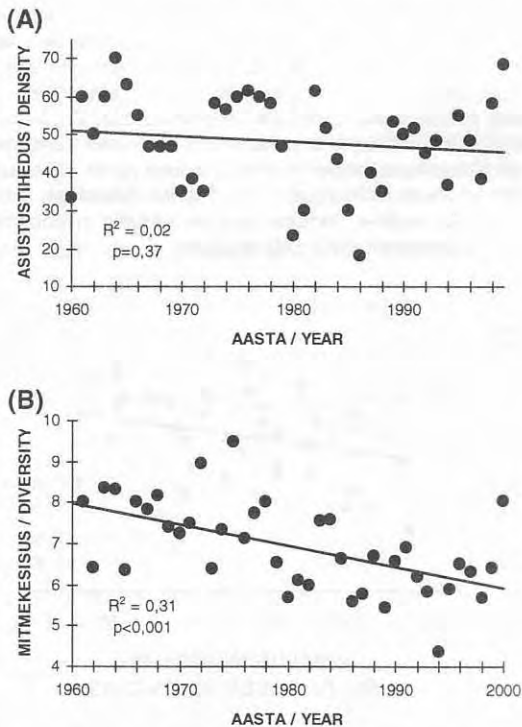 (A)
ASUSTUSTIHEDUS / DENSITY
70
60
50
40
30
20
10
R² = 0,02
p=0,37
1960 1970 1980 1990
AASTA / YEAR
(B)
MITMEKESISUS / DIVERSITY
10
9
8
7
6
5
4
R² = 0,31
p<0,001
1960 1970 1980 1990 2000
AASTA / YEAR